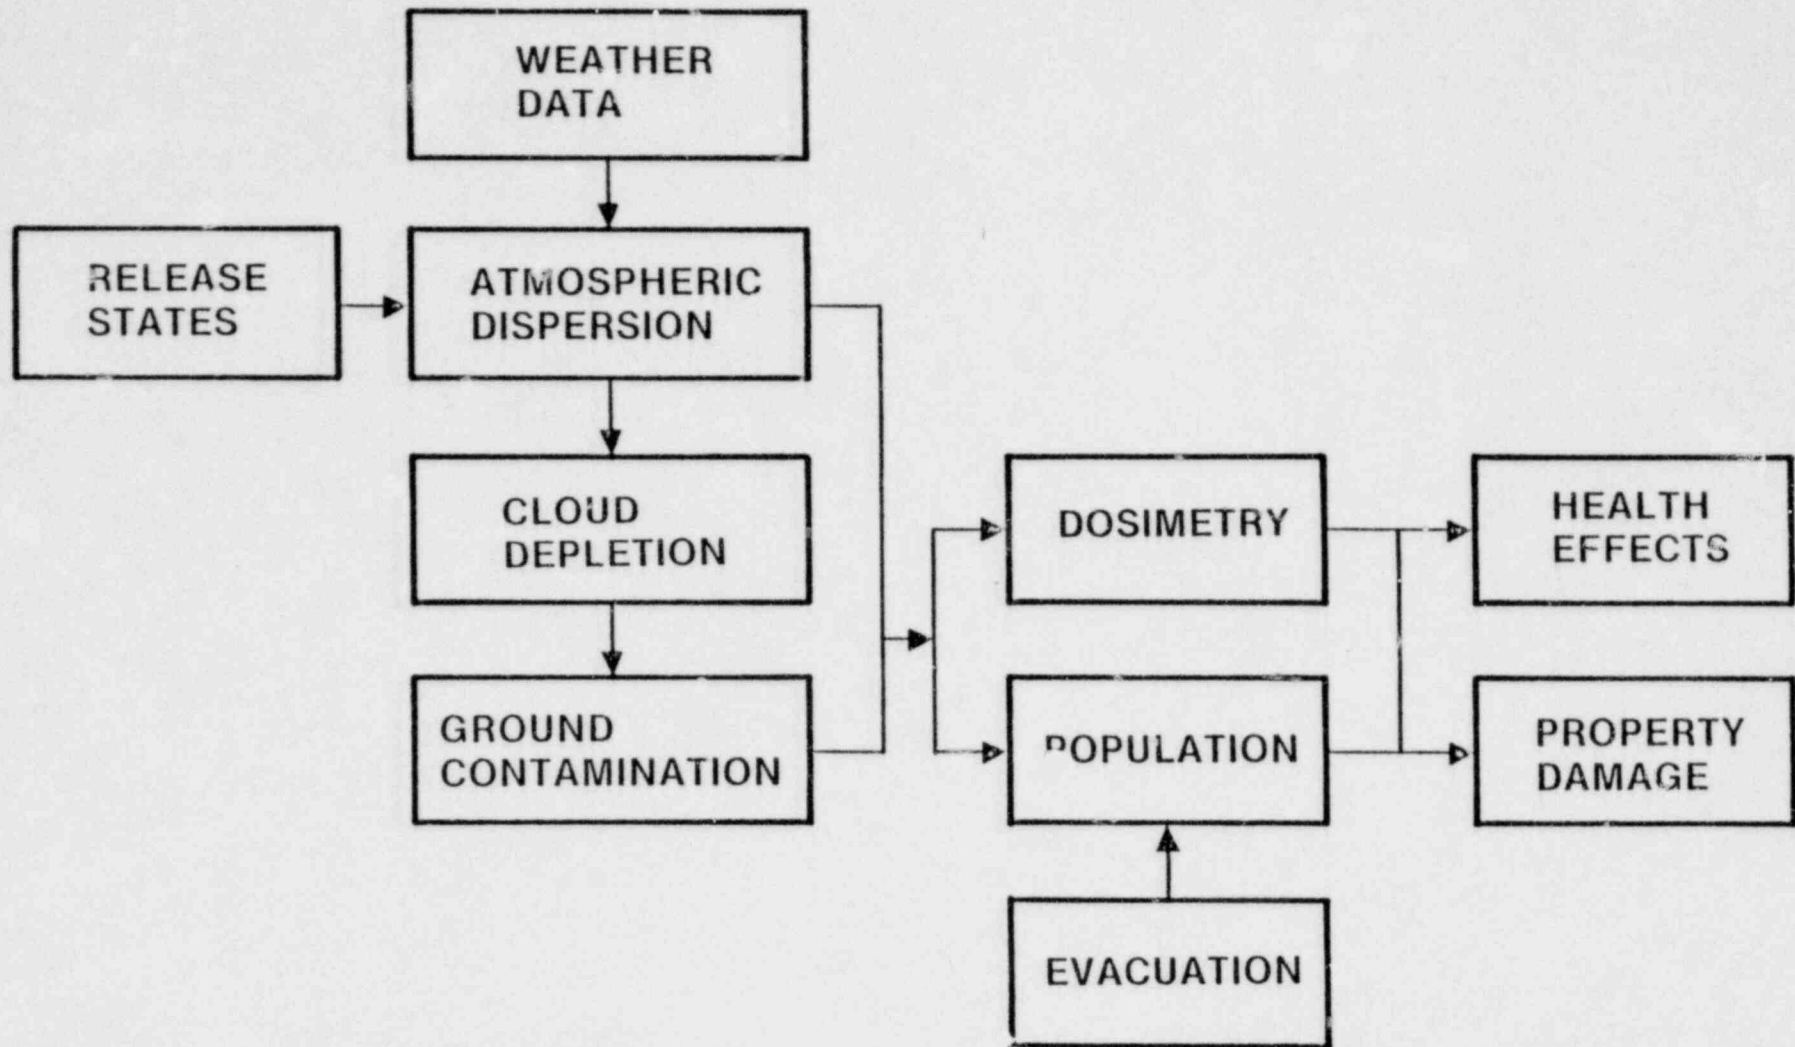 WEATHER
DATA
RELEASE
STATES
ATMOSPHERIC
DISPERSION
CLOUD
DEPLETION
DOSIMETRY
HEALTH
EFFECTS
GROUND
CONTAMINATION
POPULATION
PROPERTY
DAMAGE
EVACUATION